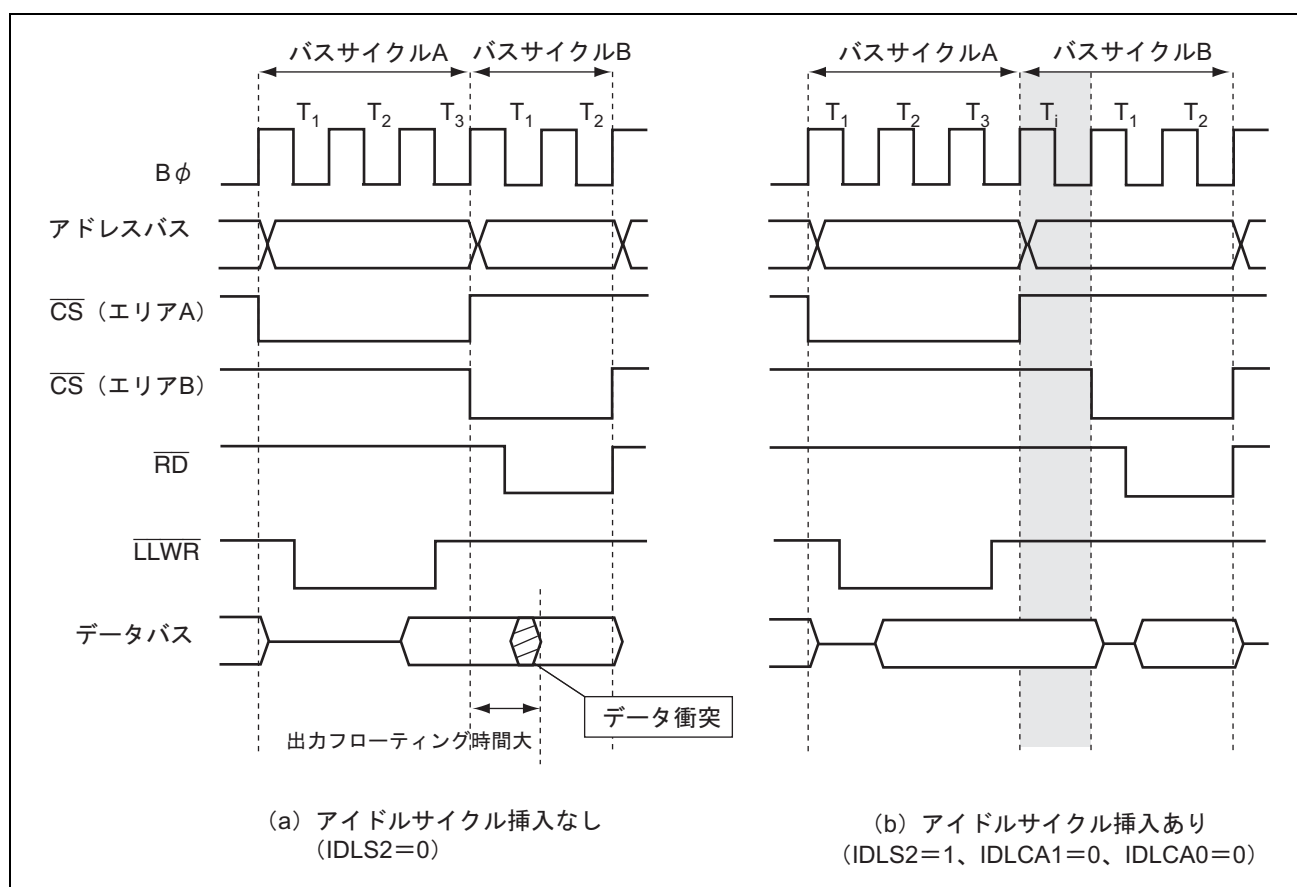 バスサイクルA
バスサイクルB
T1 T2 T3 T1 T2
Bφ
アドレスバス
CS（エリアA）
CS（エリアB）
RD
LLWR
データバス
データ衝突
出力フローティング時間大
（a）アイドルサイクル挿入なし
（IDLS2＝0）
バスサイクルA
バスサイクルB
T1 T2 T3 Ti T1 T2
（b）アイドルサイクル挿入あり
（IDLS2＝1、IDLCA1＝0、IDLCA0＝0）